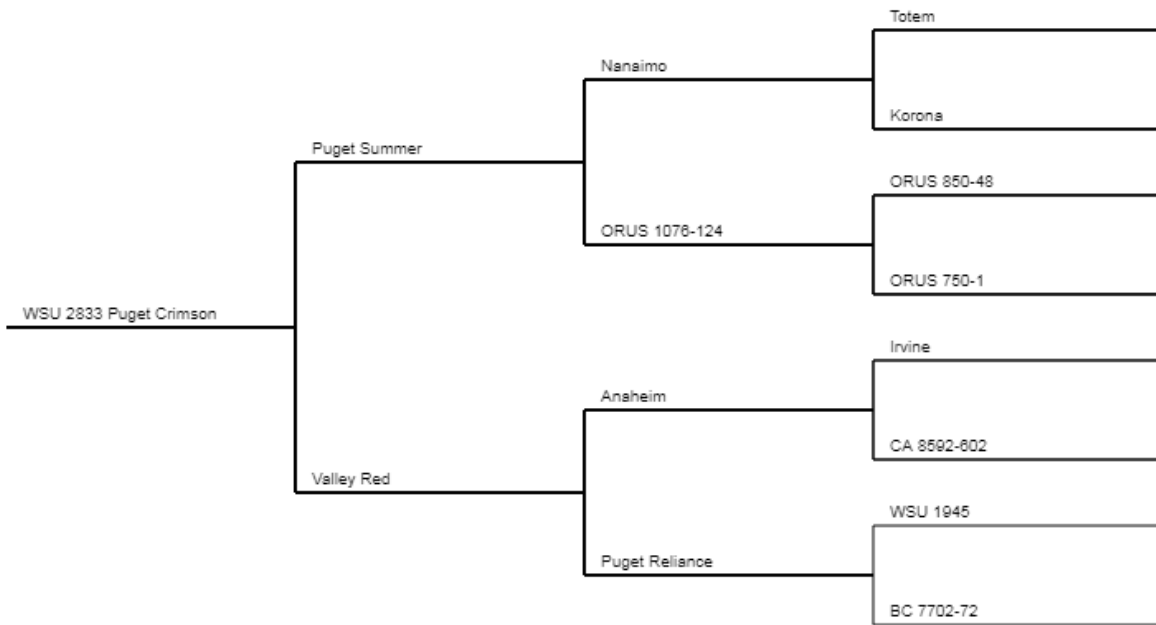 Totem
Nanaimo
Korona
Puget Summer
ORUS 850-48
ORUS 1076-124
ORUS 750-1
WSU 2833 Puget Crimson
Irvine
Anaheim
CA 8592-602
Valley Red
WSU 1945
Puget Reliance
BC 7702-72